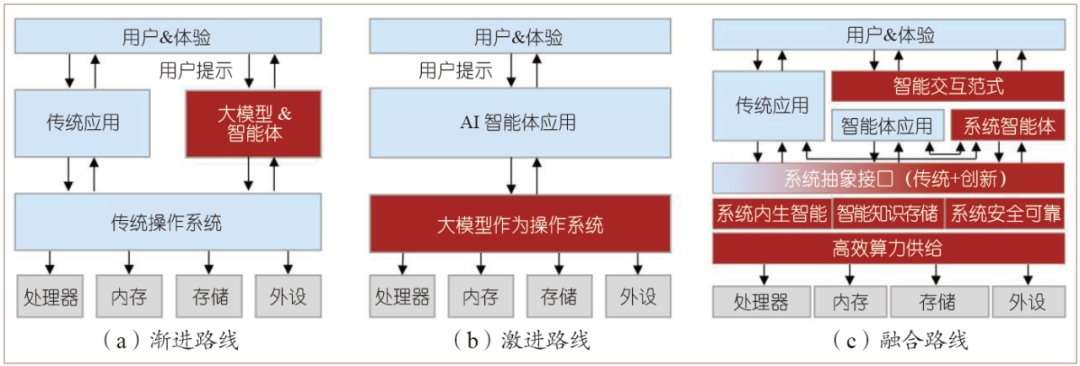 用户&体验
用户提示
传统应用
大模型 &
智能体
传统操作系统
处理器
内存
存储
外设
（a）渐进路线
用户&体验
用户提示
AI 智能体应用
大模型作为操作系统
处理器
内存
存储
外设
（b）激进路线
用户&体验
传统应用
智能交互范式
智能体应用
系统智能体
系统抽象接口（传统+创新）
系统内生智能
智能知识存储
系统安全可靠
高效算力供给
处理器
内存
存储
外设
（c）融合路线